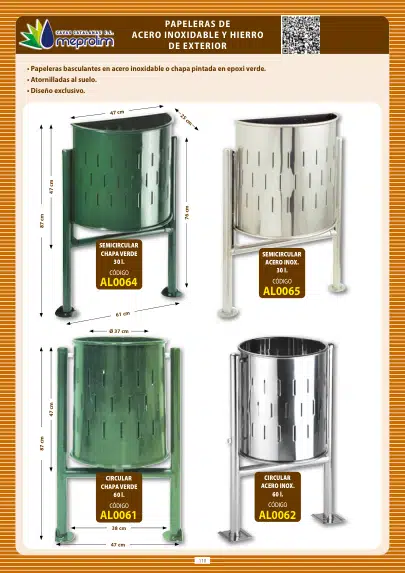 CAYRE CATALANAS S.L.
meprolim
PAPELERAS DE
ACERO INOXIDABLE Y HIERRO
DE EXTERIOR
• Papeleras basculantes en acero inoxidable o chapa pintada en epoxi verde.
• Atornilladas al suelo.
• Diseño exclusivo.
47 cm
25 cm
47 cm
87 cm
76 cm
SEMICIRCULAR
CHAPA VERDE
30 l.
CÓDIGO
AL0064
61 cm
SEMICIRCULAR
ACERO INOX.
30 l.
CÓDIGO
AL0065
Ø 37 cm
47 cm
87 cm
CIRCULAR
CHAPA VERDE
60 l.
CÓDIGO
AL0061
38 cm
47 cm
CIRCULAR
ACERO INOX.
60 l.
CÓDIGO
AL0062